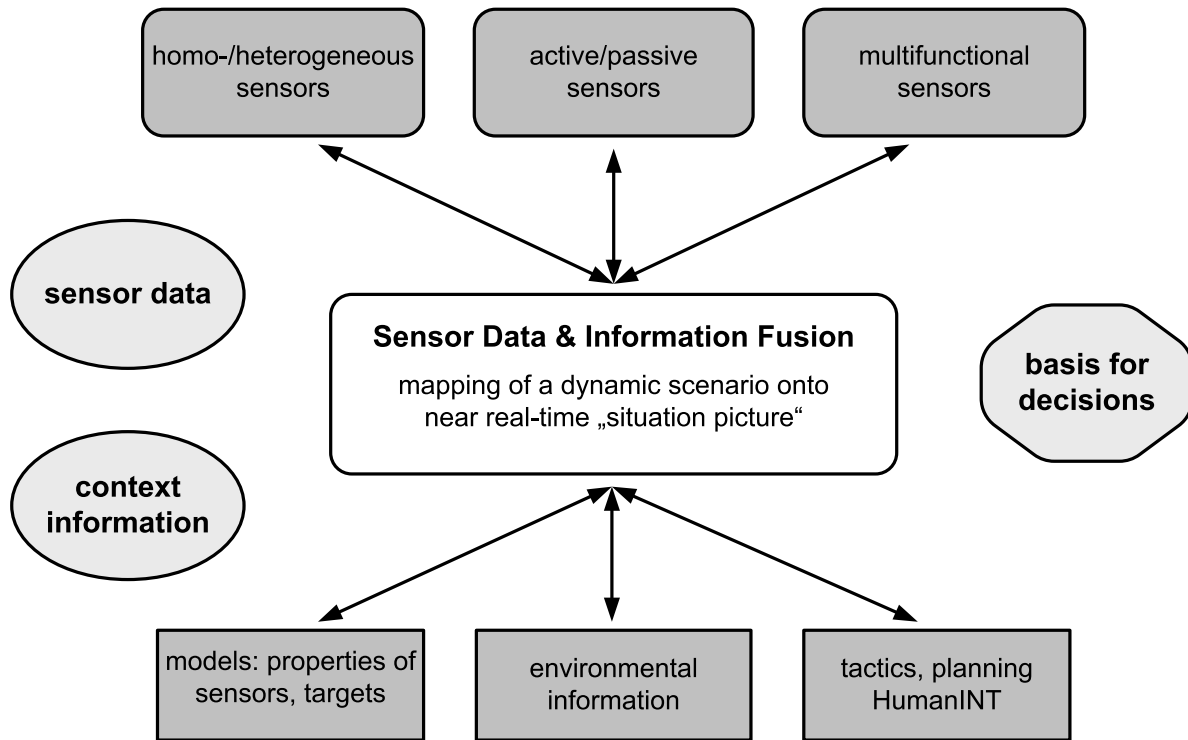 homo-/heterogeneous
sensors
active/passive
sensors
multifunctional
sensors
sensor data
Sensor Data & Information Fusion
mapping of a dynamic scenario onto
near real-time „situation picture“
basis for
decisions
context
information
models: properties of
sensors, targets
environmental
information
tactics, planning
HumanINT